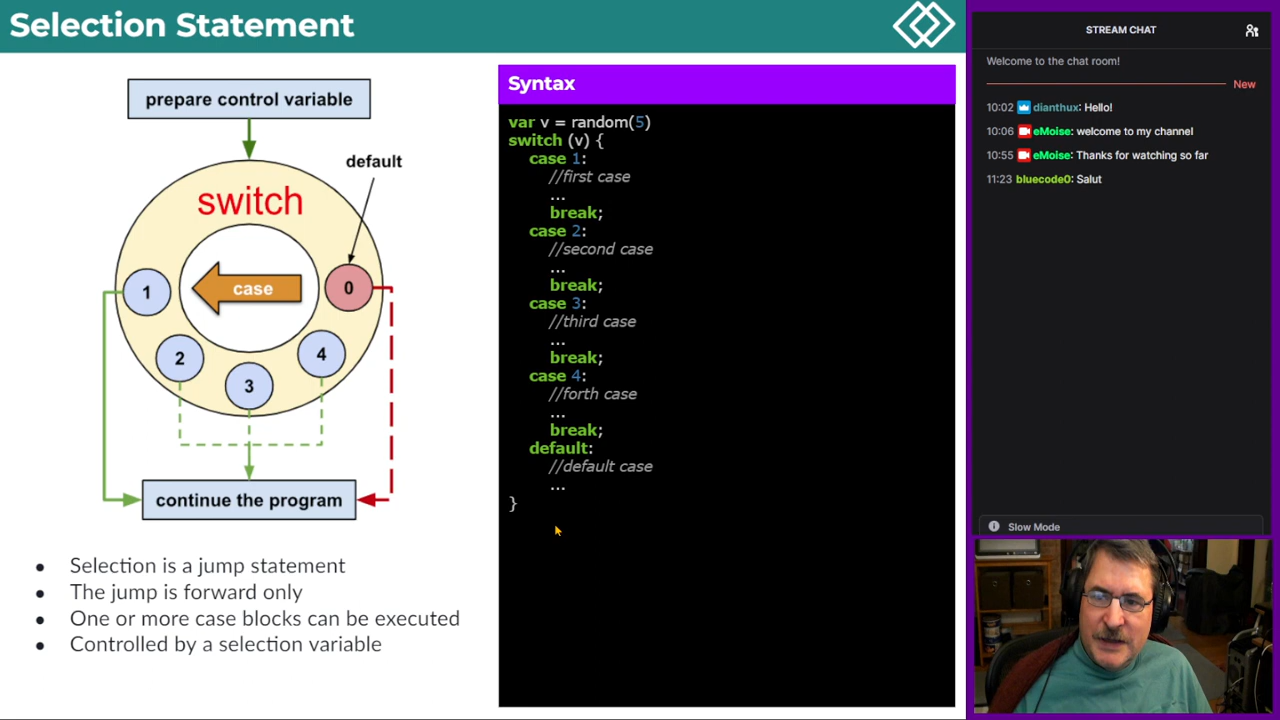 Selection Statement
prepare control variable
default
switch
case
0
1
2
3
4
continue the program
• Selection is a jump statement
• The jump is forward only
• One or more case blocks can be executed
• Controlled by a selection variable
Syntax
var v = random(5)
switch (v) {
case 1:
//first case
...
break;
case 2:
//second case
...
break;
case 3:
//third case
...
break;
case 4:
//forth case
...
break;
default:
//default case
...
}
STREAM CHAT
Welcome to the chat room!
New
10:02 dianthux: Hello!
10:06 eMoise: welcome to my channel
10:55 eMoise: Thanks for watching so far
11:23 bluecode0: Salut
Slow Mode